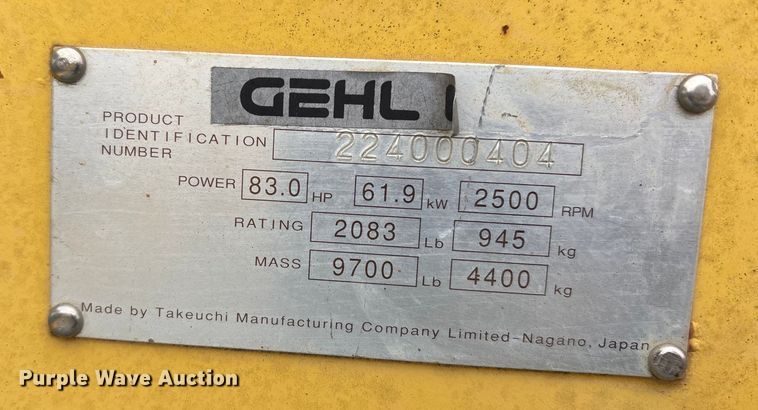 GEHL
PRODUCT
IDENTIFICATION 224000404
NUMBER
POWER 83.0 HP 61.9 kW 2500 RPM
RATING 2083 Lb 945 kg
MASS 9700 Lb 4400 kg
Made by Takeuchi Manufacturing Company Limited-Nagano, Japan
Purple Wave Auction